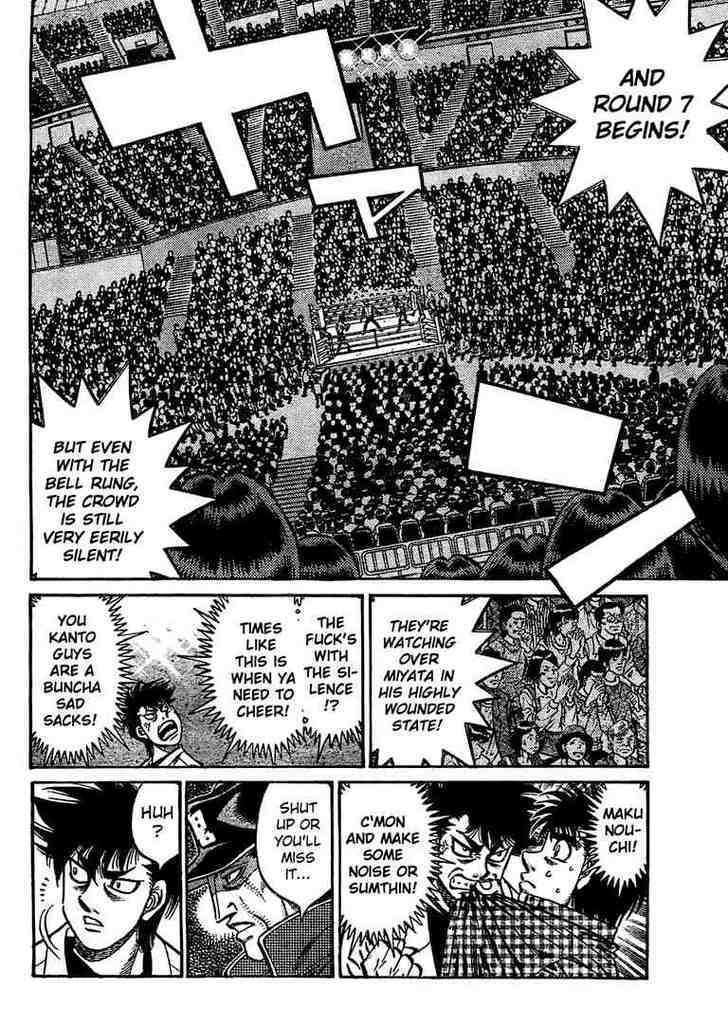 AND
ROUND 7
BEGINS!
BUT EVEN
WITH THE
BELL RUNG,
THE CROWD
IS STILL
VERY EERILY
SILENT!
THEY'RE
WATCHING
OVER
MIYATA IN
HIS HIGHLY
WOUNDED
STATE!
THE
FUCK'S
WITH
THE SI-
LENCE
!?
TIMES
LIKE
THIS IS
WHEN YA
NEED TO
CHEER!
YOU
KANTO
GUYS
ARE A
BUNCHA
SAD
SACKS!
MAKU
NOU-
CHI!
C'MON
AND MAKE
SOME
NOISE OR
SUMTHIN!
SHUT
UP OR
YOU'LL
MISS
IT...
HUH
?